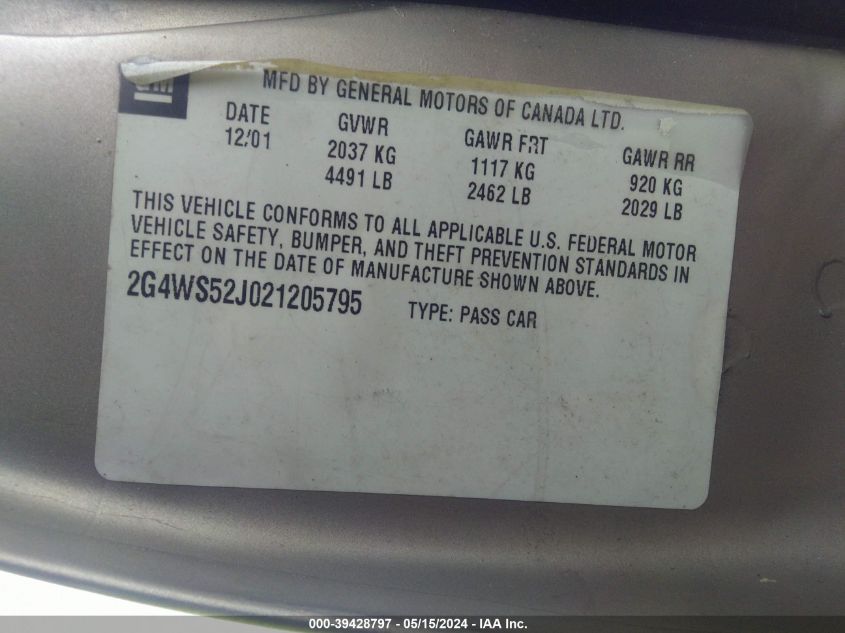 GM
MFD BY GENERAL MOTORS OF CANADA LTD.
DATE GVWR GAWR FRT GAWR RR
12/01 2037 KG 1117 KG 920 KG
4491 LB 2462 LB 2029 LB
THIS VEHICLE CONFORMS TO ALL APPLICABLE U.S. FEDERAL MOTOR
VEHICLE SAFETY, BUMPER, AND THEFT PREVENTION STANDARDS IN
EFFECT ON THE DATE OF MANUFACTURE SHOWN ABOVE.
2G4WS52J021205795 TYPE: PASS CAR
000-39428797 - 05/15/2024 - IAA Inc.